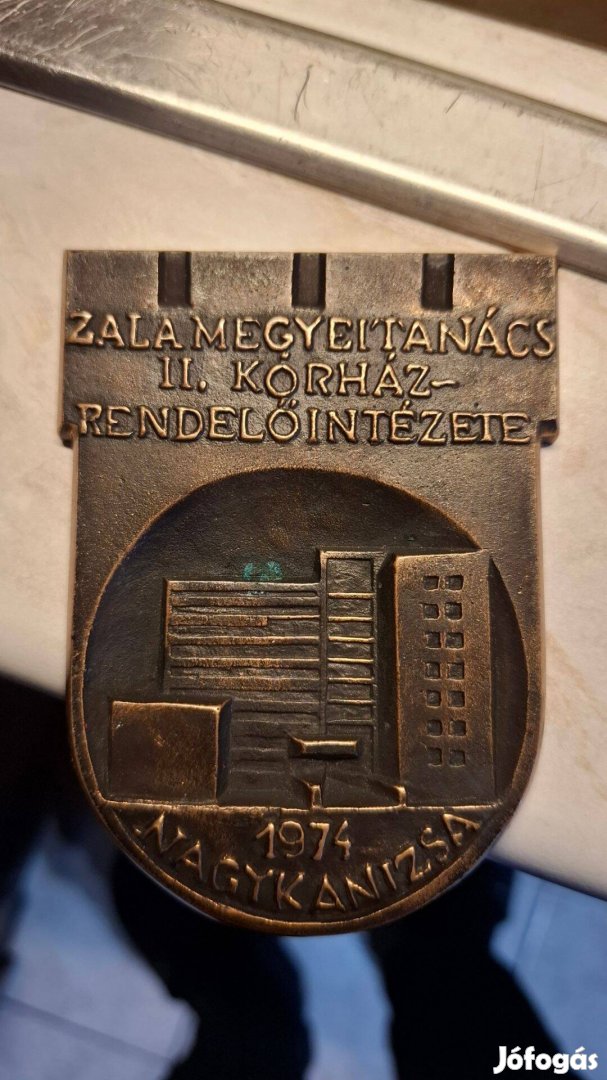 ZALA MEGYEI TANÁCS
II. KÓRHÁZ-
RENDELŐINTÉZETE
1974
NAGYKANIZSA
Jófogás